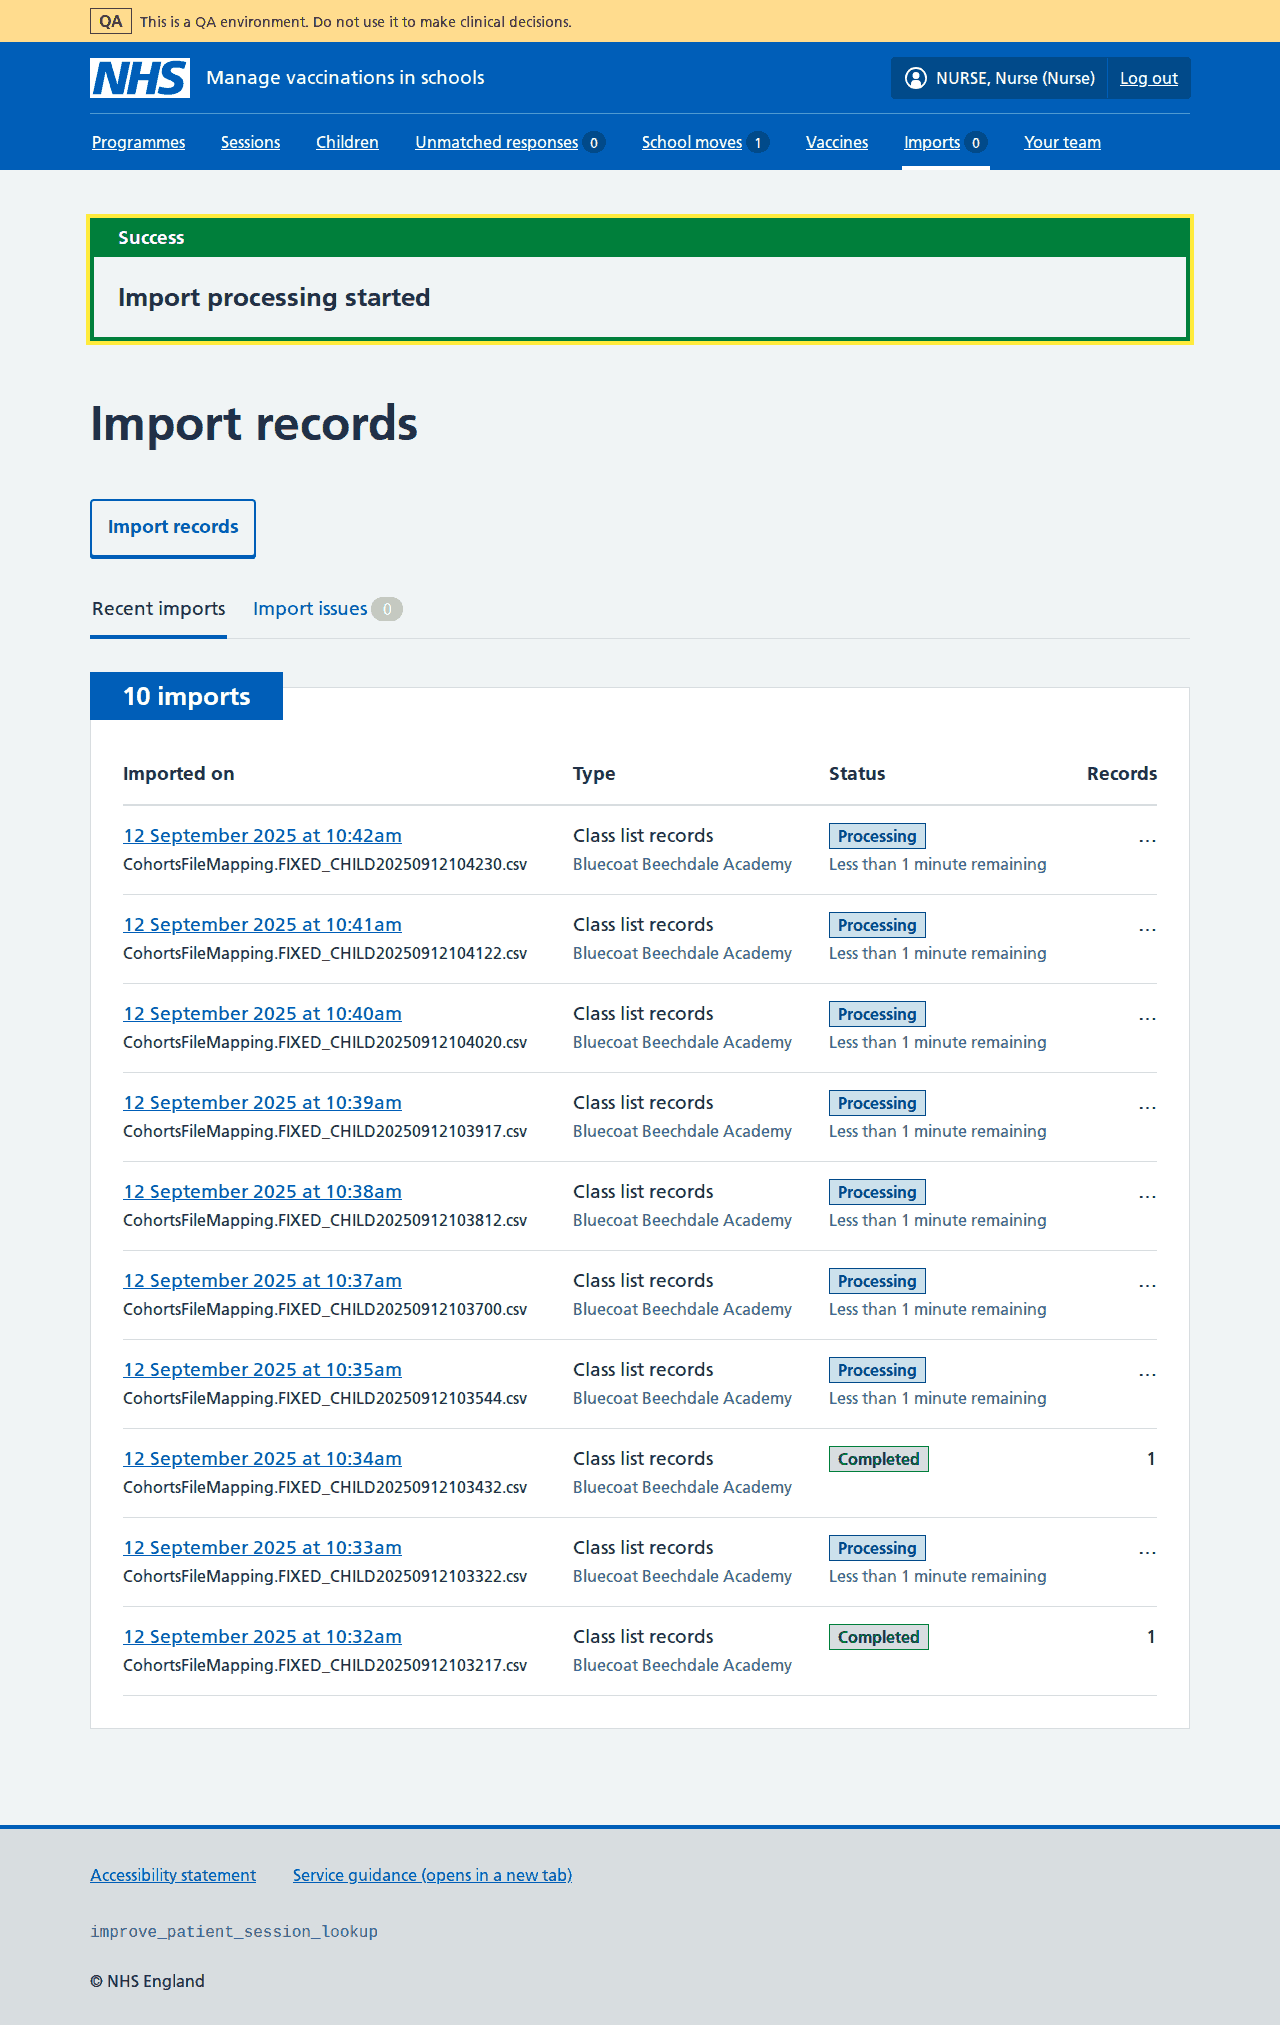 QA This is a QA environment. Do not use it to make clinical decisions.
NHS Manage vaccinations in schools NURSE, Nurse (Nurse) Log out
Programmes Sessions Children Unmatched responses 0 School moves 1 Vaccines Imports 0 Your team
Success
Import processing started
Import records
Import records
Recent imports Import issues 0
10 imports
Imported on Type Status Records
12 September 2025 at 10:42am Class list records Processing ...
CohortsFileMapping.FIXED_CHILD20250912104230.csv Bluecoat Beechdale Academy Less than 1 minute remaining
12 September 2025 at 10:41am Class list records Processing ...
CohortsFileMapping.FIXED_CHILD20250912104122.csv Bluecoat Beechdale Academy Less than 1 minute remaining
12 September 2025 at 10:40am Class list records Processing ...
CohortsFileMapping.FIXED_CHILD20250912104020.csv Bluecoat Beechdale Academy Less than 1 minute remaining
12 September 2025 at 10:39am Class list records Processing ...
CohortsFileMapping.FIXED_CHILD20250912103917.csv Bluecoat Beechdale Academy Less than 1 minute remaining
12 September 2025 at 10:38am Class list records Processing ...
CohortsFileMapping.FIXED_CHILD20250912103812.csv Bluecoat Beechdale Academy Less than 1 minute remaining
12 September 2025 at 10:37am Class list records Processing ...
CohortsFileMapping.FIXED_CHILD20250912103700.csv Bluecoat Beechdale Academy Less than 1 minute remaining
12 September 2025 at 10:35am Class list records Processing ...
CohortsFileMapping.FIXED_CHILD20250912103544.csv Bluecoat Beechdale Academy Less than 1 minute remaining
12 September 2025 at 10:34am Class list records Completed 1
CohortsFileMapping.FIXED_CHILD20250912103432.csv Bluecoat Beechdale Academy
12 September 2025 at 10:33am Class list records Processing ...
CohortsFileMapping.FIXED_CHILD20250912103322.csv Bluecoat Beechdale Academy Less than 1 minute remaining
12 September 2025 at 10:32am Class list records Completed 1
CohortsFileMapping.FIXED_CHILD20250912103217.csv Bluecoat Beechdale Academy
Accessibility statement Service guidance (opens in a new tab)
improve_patient_session_lookup
© NHS England